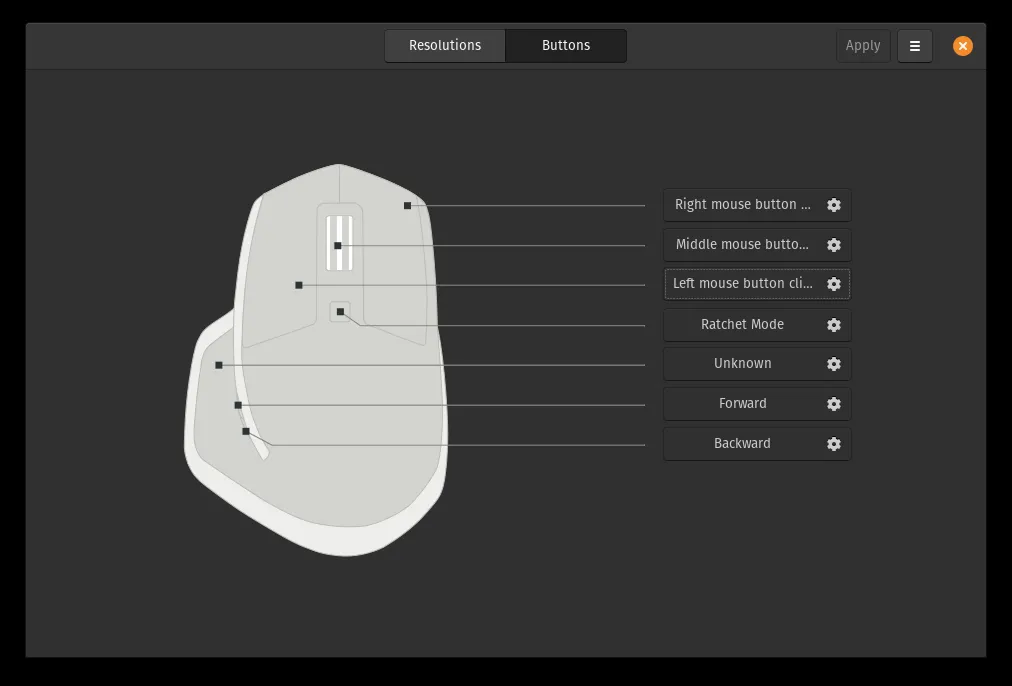 Resolutions
Buttons
Apply
Right mouse button ...
Middle mouse butto...
Left mouse button cli...
Ratchet Mode
Unknown
Forward
Backward